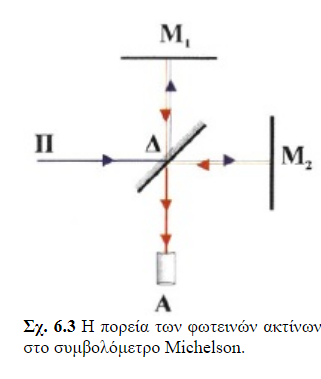 M₁
Π
Δ
M₂
A
Σχ. 6.3 Η πορεία των φωτεινών ακτίνων
στο συμβολόμετρο Michelson.